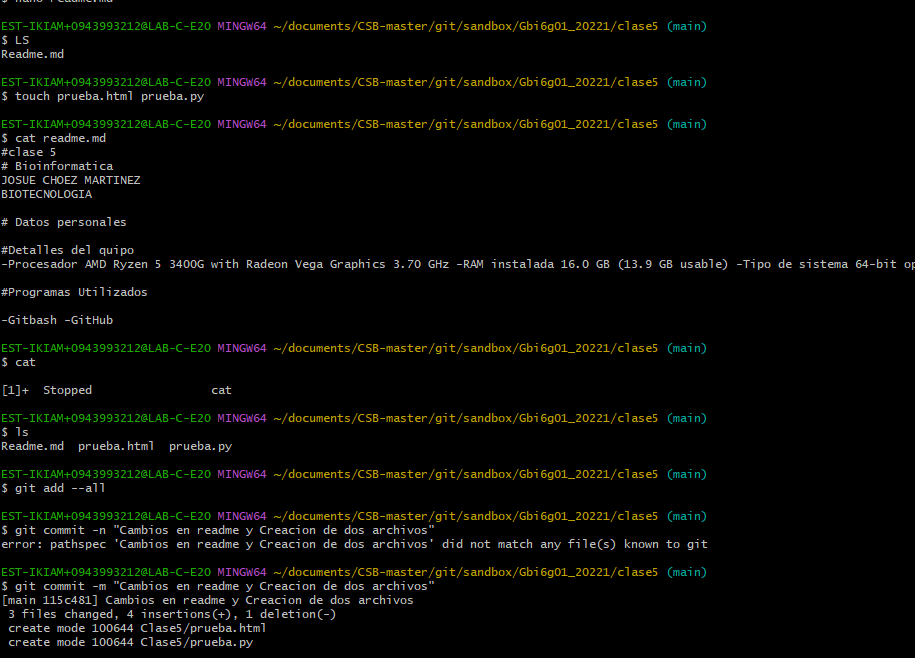 $ nano readme.md
EST-IKIAM+0943993212@LAB-C-E20 MINGW64 ~/documents/CSB-master/git/sandbox/Gbi6g01_20221/clase5 (main)
$ LS
Readme.md
EST-IKIAM+0943993212@LAB-C-E20 MINGW64 ~/documents/CSB-master/git/sandbox/Gbi6g01_20221/clase5 (main)
$ touch prueba.html prueba.py
EST-IKIAM+0943993212@LAB-C-E20 MINGW64 ~/documents/CSB-master/git/sandbox/Gbi6g01_20221/clase5 (main)
$ cat readme.md
#clase 5
# Bioinformatica
JOSUE CHOEZ MARTINEZ
BIOTECNOLOGIA
# Datos personales
#Detalles del quipo
-Procesador AMD Ryzen 5 3400G with Radeon Vega Graphics 3.70 GHz -RAM instalada 16.0 GB (13.9 GB usable) -Tipo de sistema 64-bit op
#Programas Utilizados
-Gitbash -GitHub
EST-IKIAM+0943993212@LAB-C-E20 MINGW64 ~/documents/CSB-master/git/sandbox/Gbi6g01_20221/clase5 (main)
$ cat
[1]+  Stopped                 cat
EST-IKIAM+0943993212@LAB-C-E20 MINGW64 ~/documents/CSB-master/git/sandbox/Gbi6g01_20221/clase5 (main)
$ ls
Readme.md  prueba.html  prueba.py
EST-IKIAM+0943993212@LAB-C-E20 MINGW64 ~/documents/CSB-master/git/sandbox/Gbi6g01_20221/clase5 (main)
$ git add --all
EST-IKIAM+0943993212@LAB-C-E20 MINGW64 ~/documents/CSB-master/git/sandbox/Gbi6g01_20221/clase5 (main)
$ git commit -n "Cambios en readme y Creacion de dos archivos"
error: pathspec 'Cambios en readme y Creacion de dos archivos' did not match any file(s) known to git
EST-IKIAM+0943993212@LAB-C-E20 MINGW64 ~/documents/CSB-master/git/sandbox/Gbi6g01_20221/clase5 (main)
$ git commit -m "Cambios en readme y Creacion de dos archivos"
[main 115c481] Cambios en readme y Creacion de dos archivos
 3 files changed, 4 insertions(+), 1 deletion(-)
 create mode 100644 Clase5/prueba.html
 create mode 100644 Clase5/prueba.py